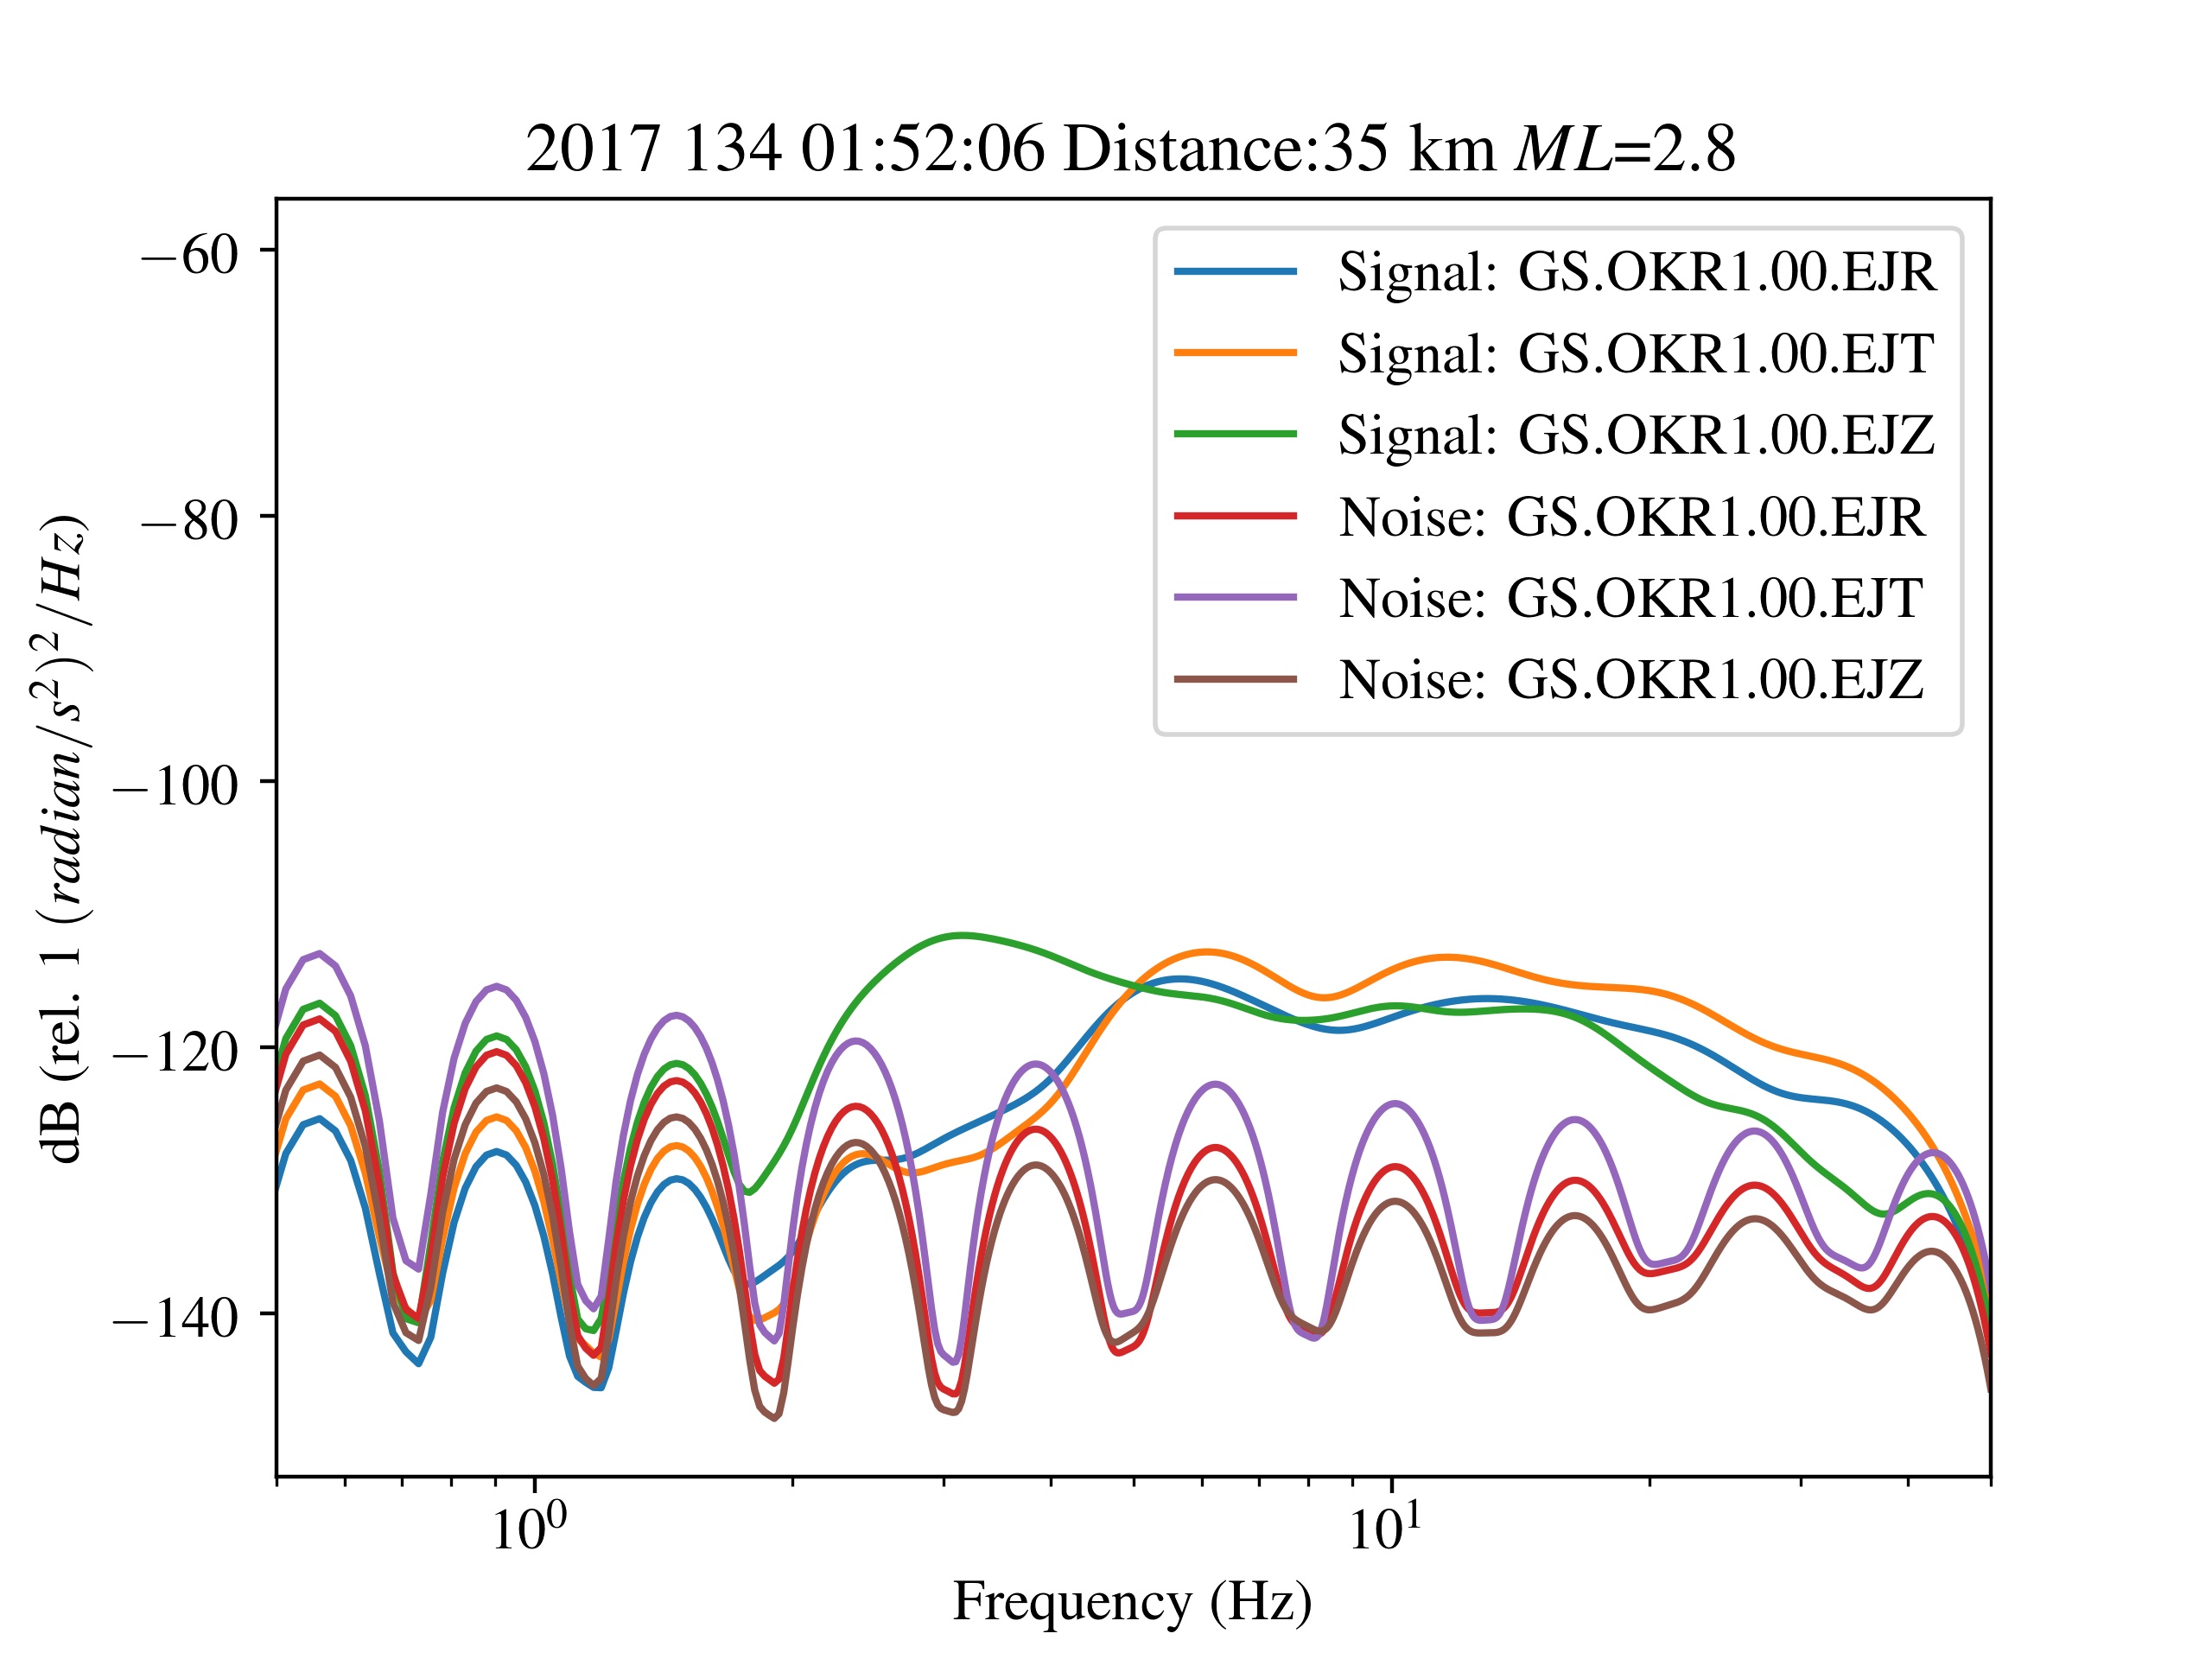 2017 134 01:52:06 Distance:35 km ML=2.8
−60
−80
−100
−120
−140
dB (rel. 1 (radian/s²)²/Hz)
Signal: GS.OKR1.00.EJR
Signal: GS.OKR1.00.EJT
Signal: GS.OKR1.00.EJZ
Noise: GS.OKR1.00.EJR
Noise: GS.OKR1.00.EJT
Noise: GS.OKR1.00.EJZ
10⁰ 10¹
Frequency (Hz)